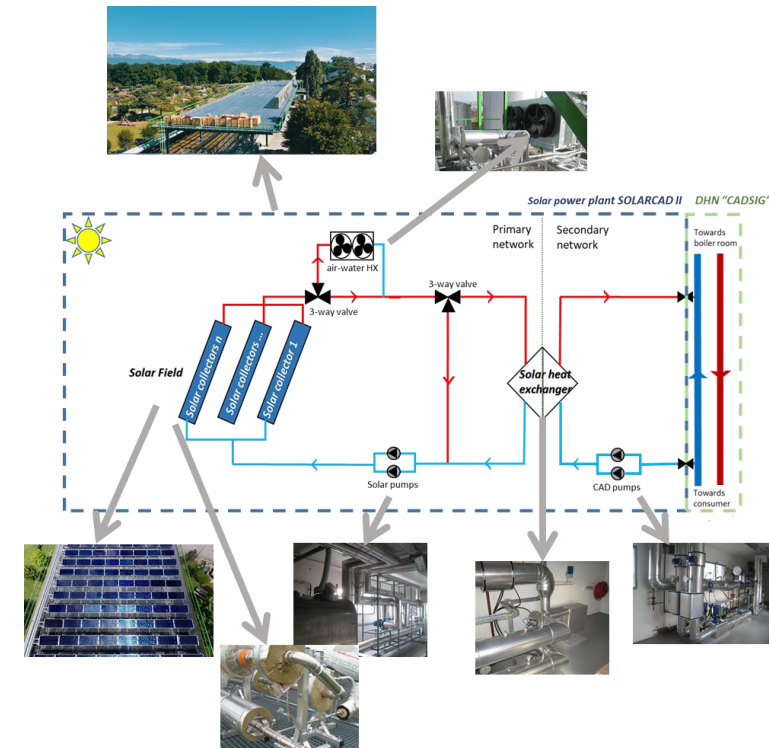 Solar power plant SOLARCAD II
DHN "CADSIG"
Primary
network
Secondary
network
Towards
boiler room
air-water HX
3-way valve
3-way valve
Solar Field
Solar collectors n
Solar collectors ...
Solar collector 1
Solar heat
exchanger
Solar pumps
CAD pumps
Towards
consumer